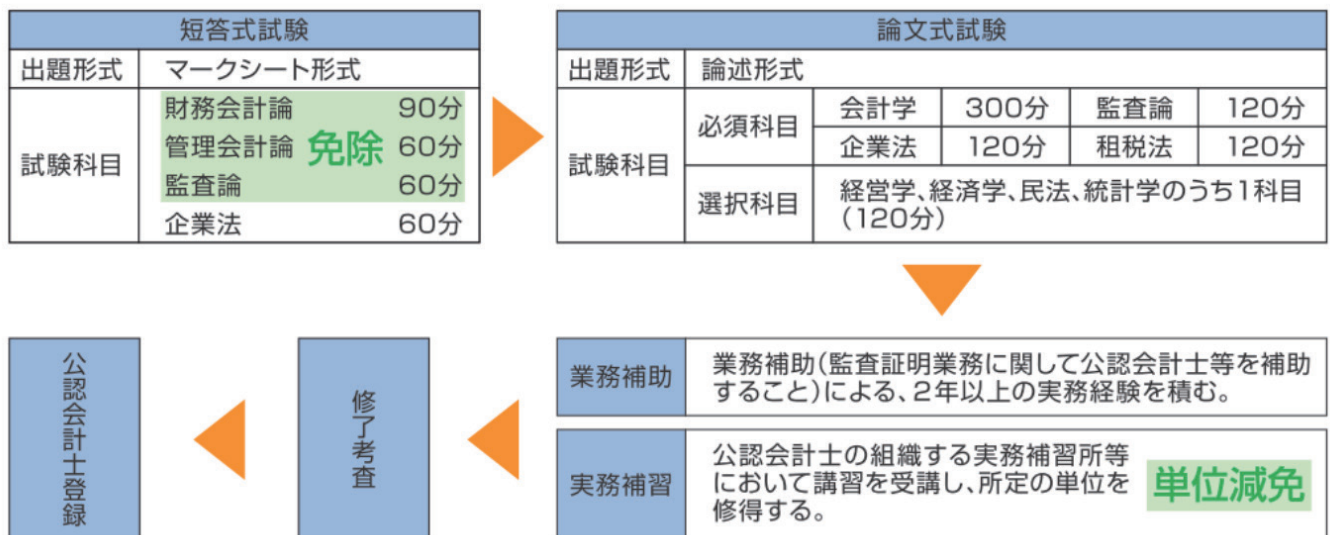 短答式試験
出題形式 マークシート形式
試験科目
財務会計論 90分
管理会計論 免除 60分
監査論 60分
企業法 60分
論文式試験
出題形式 論述形式
試験科目
必須科目
会計学 300分 監査論 120分
企業法 120分 租税法 120分
選択科目
経営学、経済学、民法、統計学のうち1科目
(120分)
業務補助
業務補助(監査証明業務に関して公認会計士等を補助
すること)による、2年以上の実務経験を積む。
実務補習
公認会計士の組織する実務補習所等
において講習を受講し、所定の単位を
修得する。
単位減免
修了考査
公認会計士登録